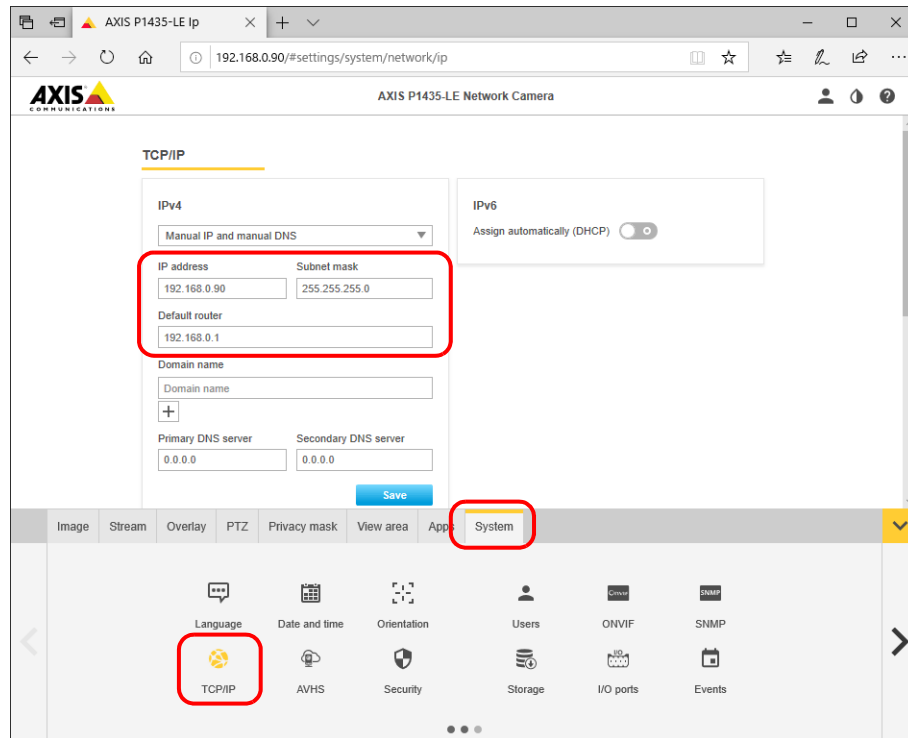 AXIS P1435-LE Ip
192.168.0.90/#settings/system/network/ip
AXIS
COMMUNICATIONS
AXIS P1435-LE Network Camera
TCP/IP
IPv4
Manual IP and manual DNS
IP address Subnet mask
192.168.0.90 255.255.255.0
Default router
192.168.0.1
Domain name
Domain name
Primary DNS server Secondary DNS server
0.0.0.0 0.0.0.0
Save
IPv6
Assign automatically (DHCP)
Image Stream Overlay PTZ Privacy mask View area Apps System
Language Date and time Orientation Users ONVIF SNMP
TCP/IP AVHS Security Storage I/O ports Events